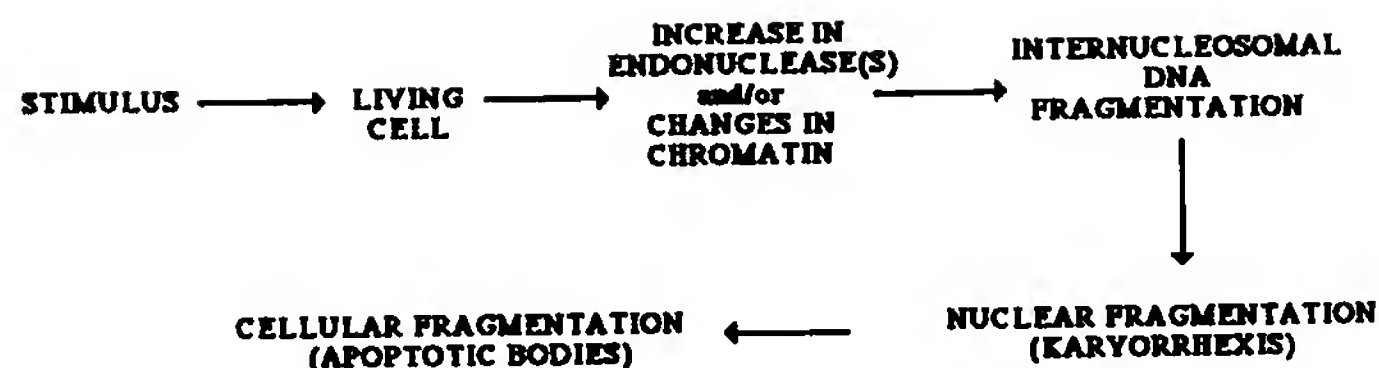 STIMULUS
LIVING
CELL
INCREASE IN
ENDONUCLEASE(S)
and/or
CHANGES IN
CHROMATIN
INTERNUCLEOSOMAL
DNA
FRAGMENTATION
NUCLEAR FRAGMENTATION
(KARYORRHEXIS)
CELLULAR FRAGMENTATION
(APOPTOTIC BODIES)